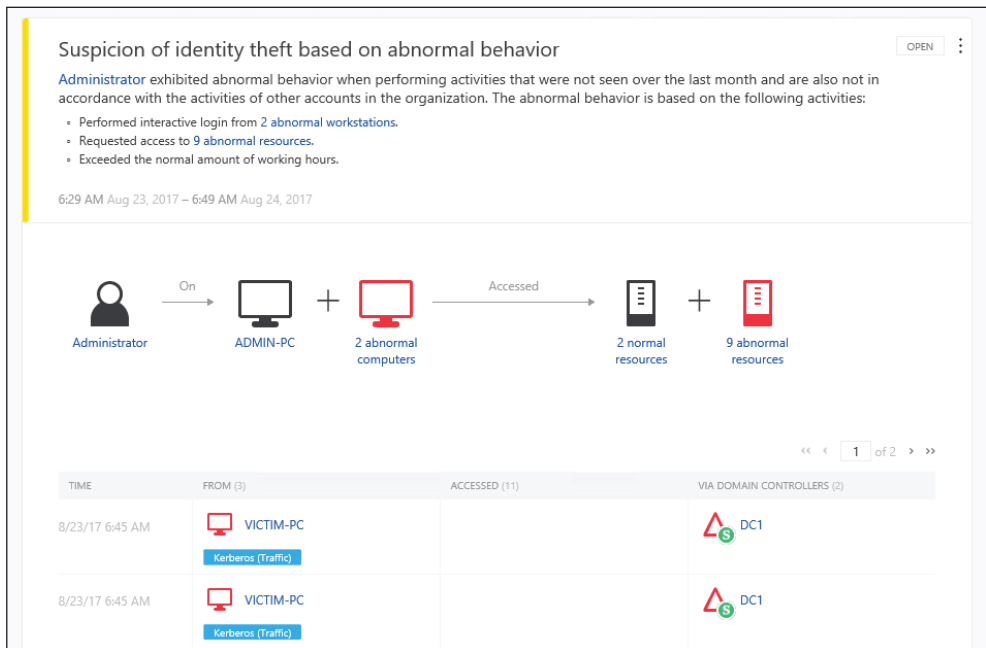 Suspicion of identity theft based on abnormal behavior
OPEN
Administrator exhibited abnormal behavior when performing activities that were not seen over the last month and are also not in
accordance with the activities of other accounts in the organization. The abnormal behavior is based on the following activities:
Performed interactive login from 2 abnormal workstations.
Requested access to 9 abnormal resources.
Exceeded the normal amount of working hours.
6:29 AM Aug 23, 2017 – 6:49 AM Aug 24, 2017
On
Accessed
Administrator
ADMIN-PC
2 abnormal
computers
2 normal
resources
9 abnormal
resources
1 of 2
TIME
FROM (3)
ACCESSED (11)
VIA DOMAIN CONTROLLERS (2)
8/23/17 6:45 AM
VICTIM-PC
Kerberos (Traffic)
S
DC1
8/23/17 6:45 AM
VICTIM-PC
Kerberos (Traffic)
S
DC1